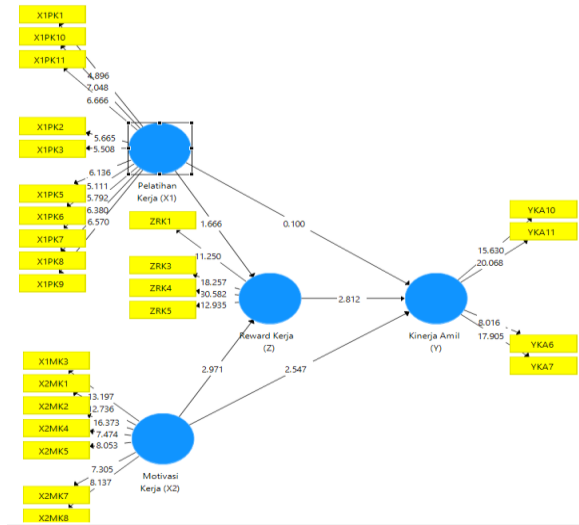 X1PK1
X1PK10
X1PK11
4.896
7.048
6.666
X1PK2
X1PK3
5.665
5.508
X1PK5
X1PK6
X1PK7
X1PK8
X1PK9
6.136
5.111
5.792
6.380
6.570
Pelatihan
Kerja (X1)
ZRK1
ZRK3
ZRK4
ZRK5
11.250
18.257
30.582
12.935
1.666
0.100
Reward Kerja
(Z)
2.812
YKA10
YKA11
15.630
20.068
Kinerja Amil
(Y)
8.016
17.905
YKA6
YKA7
2.971
2.547
X1MK3
X2MK1
X2MK2
X2MK4
X2MK5
13.197
12.736
16.373
7.474
8.053
X2MK7
X2MK8
7.305
8.137
Motivasi
Kerja (X2)